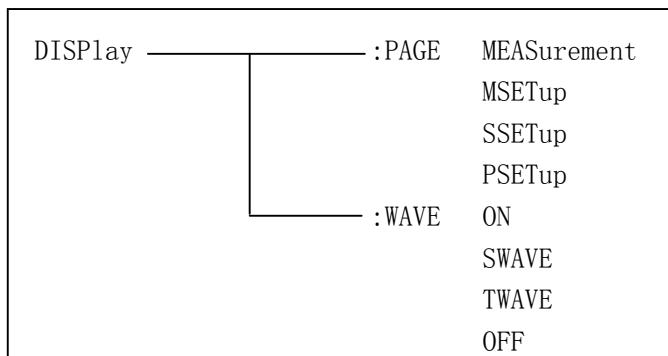 DISPlay :PAGE MEASurement
MSETup
SSETup
PSETup
:WAVE ON
SWAVE
TWAVE
OFF